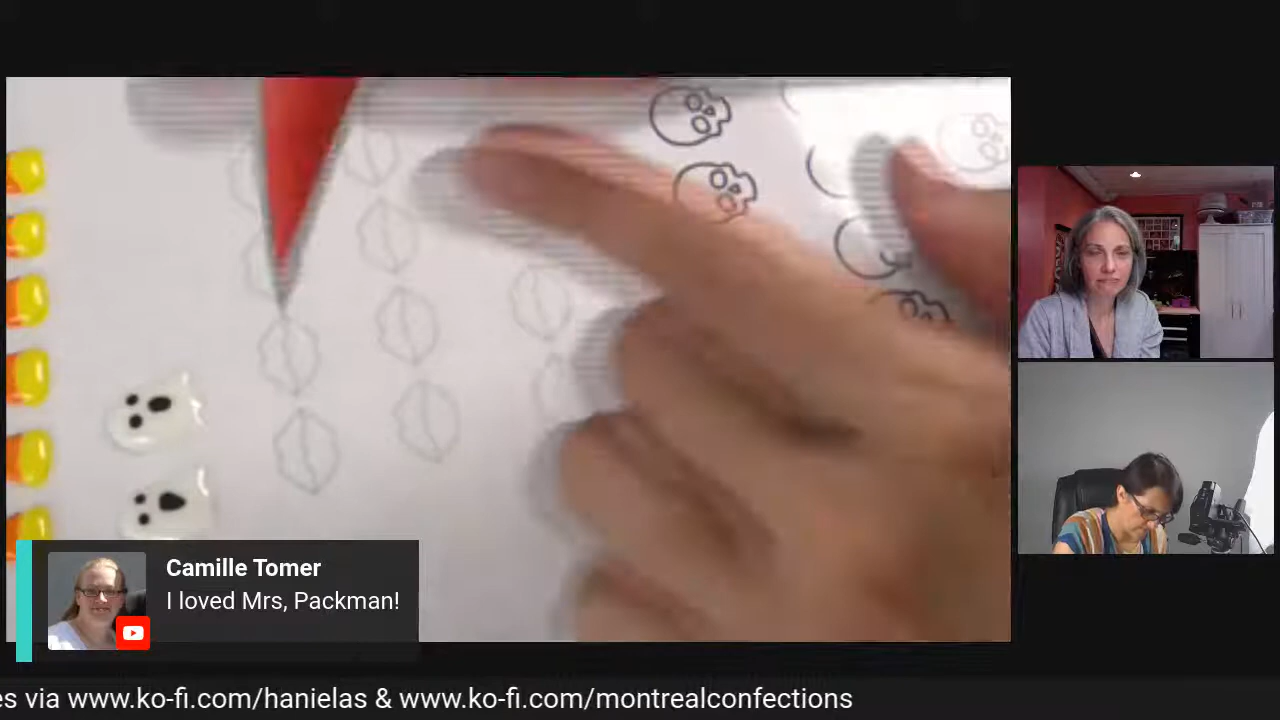 Camille Tomer
I loved Mrs, Packman!
es via www.ko-fi.com/hanielas & www.ko-fi.com/montrealconfections